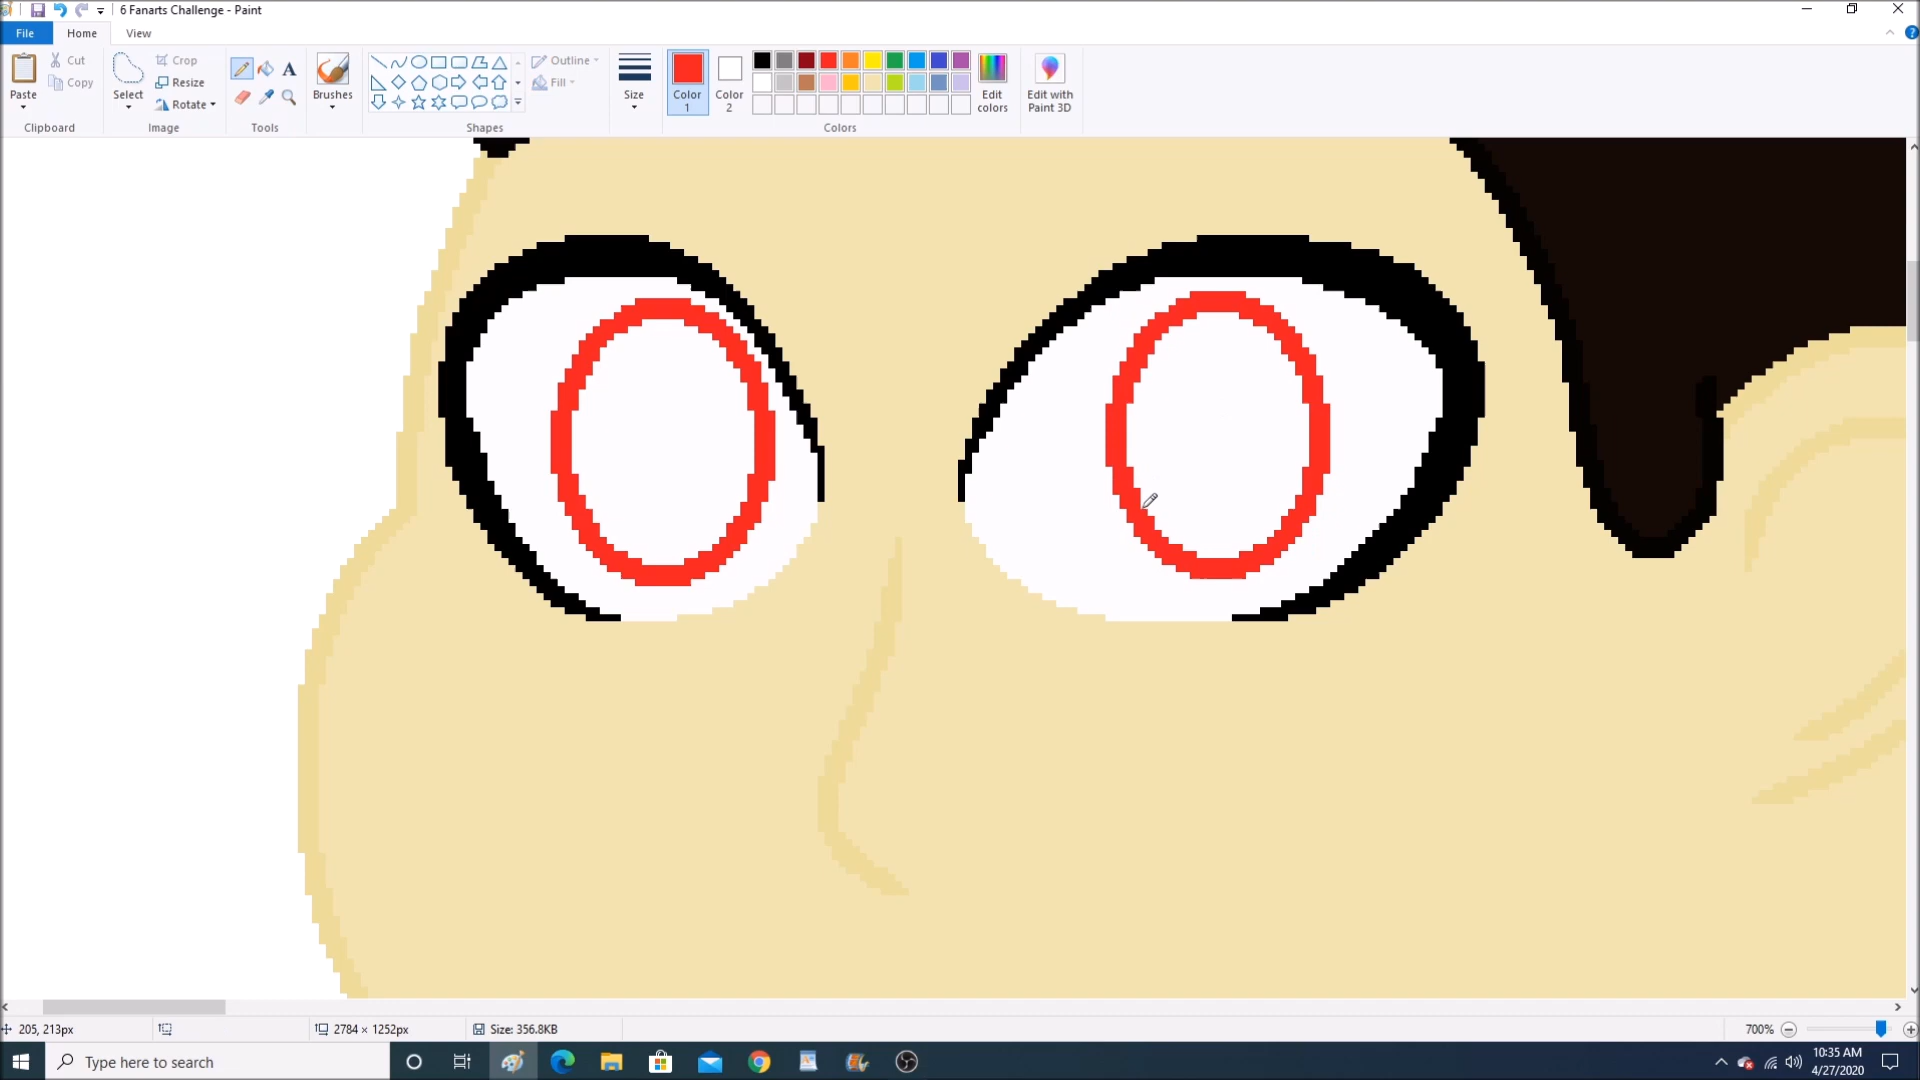 6 Fanarts Challenge - Paint
File
Home
View
Paste
Cut
Copy
Clipboard
Select
Crop
Resize
Rotate
Image
A
Tools
Brushes
Shapes
Outline
Fill
Size
Color
1
Color
2
Edit
colors
Colors
Edit with
Paint 3D
205, 213px
2784 × 1252px
Size: 356.8KB
700%
Type here to search
10:35 AM
4/27/2020